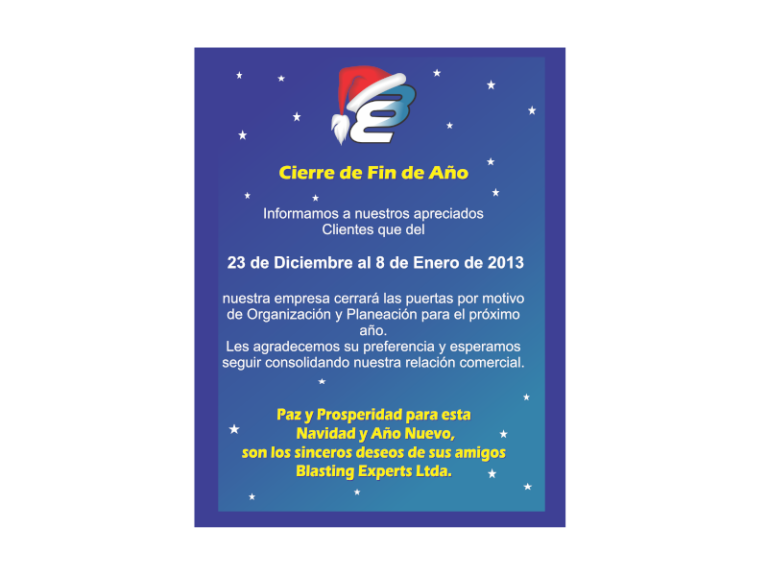 Cierre de Fin de Año
Informamos a nuestros apreciados
Clientes que del
23 de Diciembre al 8 de Enero de 2013
nuestra empresa cerrará las puertas por motivo
de Organización y Planeación para el próximo
año.
Les agradecemos su preferencia y esperamos
seguir consolidando nuestra relación comercial.
Paz y Prosperidad para esta
Navidad y Año Nuevo,
son los sinceros deseos de sus amigos
Blasting Experts Ltda.